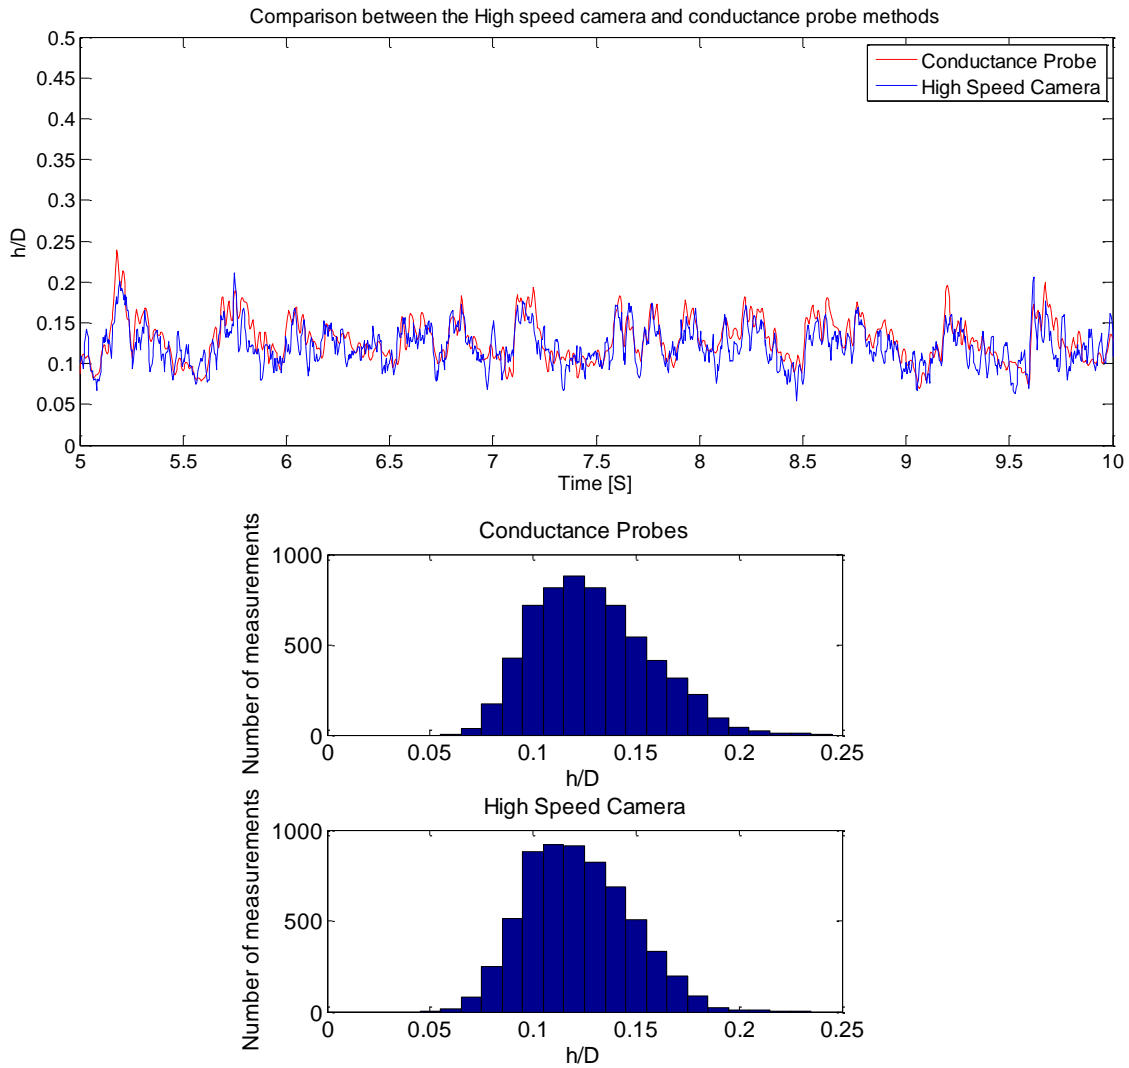 Comparison between the High speed camera and conductance probe methods
0.5
0.45
0.4
0.35
0.3
0.25
0.2
0.15
0.1
0.05
0
h/D
Conductance Probe
High Speed Camera
5 5.5 6 6.5 7 7.5 8 8.5 9 9.5 10
Time [S]
Conductance Probes
Number of measurements
1000
500
0
0 0.05 0.1 0.15 0.2 0.25
h/D
High Speed Camera
Number of measurements
1000
500
0
0 0.05 0.1 0.15 0.2 0.25
h/D